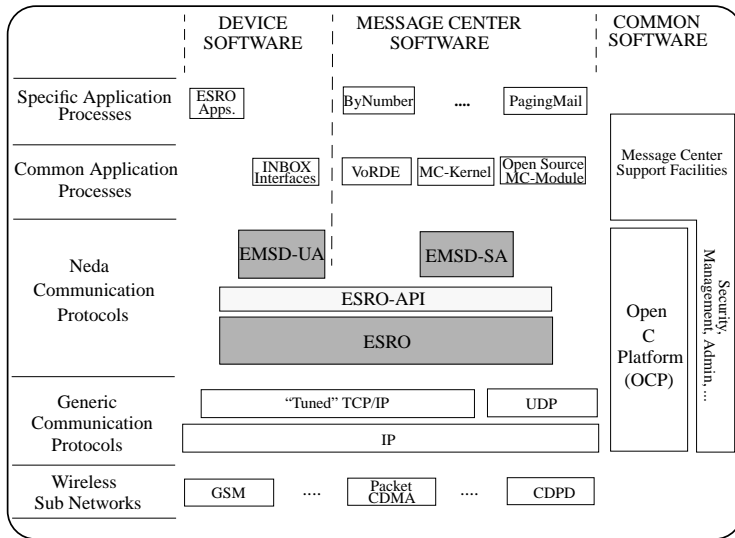 DEVICE
SOFTWARE
MESSAGE CENTER
SOFTWARE
COMMON
SOFTWARE
Specific Application
Processes
ESRO
Apps.
ByNumber
....
PagingMail
Common Application
Processes
INBOX
Interfaces
VoRDE
MC-Kernel
Open Source
MC-Module
Message Center
Support Facilities
Neda
Communication
Protocols
EMSD-UA
EMSD-SA
ESRO-API
ESRO
Open
C
Platform
(OCP)
Security,
Management, Admin, ...
Generic
Communication
Protocols
“Tuned” TCP/IP
UDP
IP
Wireless
Sub Networks
GSM
....
Packet
CDMA
....
CDPD